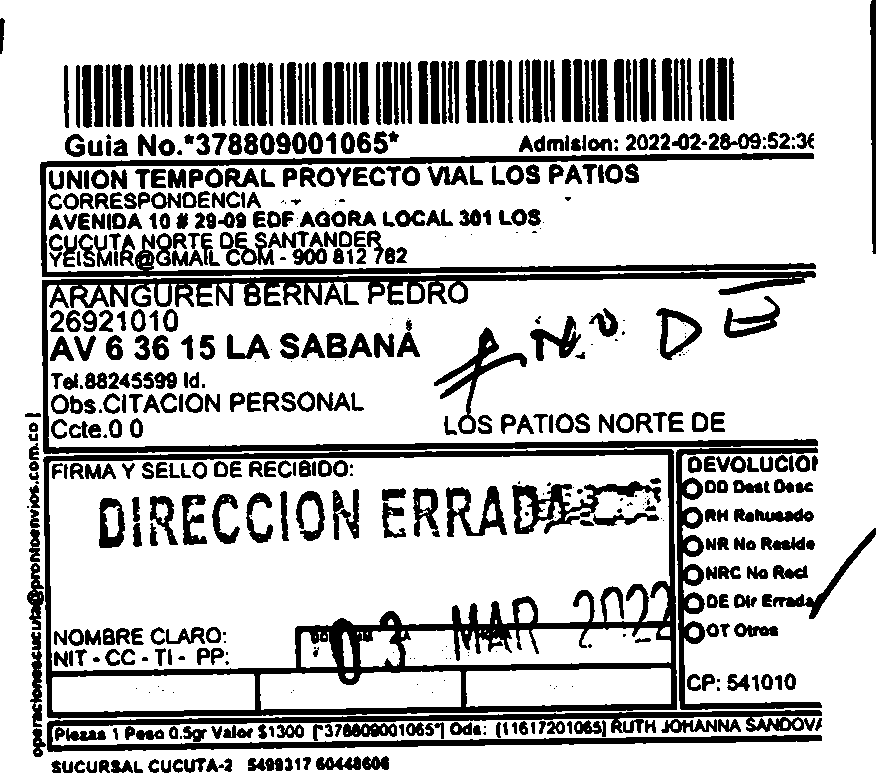 Guia No.*378809001065*
Admision: 2022-02-28-09:52:36
UNION TEMPORAL PROYECTO VIAL LOS PATIOS
CORRESPONDENCIA
AVENIDA 10 # 29-09 EDF AGORA LOCAL 301 LOS
CUCUTA NORTE DE SANTANDER
YEISMIR@GMAIL COM - 900 812 782
ARANGUREN BERNAL PEDRO
26921010
AV 6 36 15 LA SABANA
Tel.88245599 Id.
Obs.CITACION PERSONAL
Ccte.0 0
LOS PATIOS NORTE DE
No. DE
FIRMA Y SELLO DE RECIBIDO:
DIRECCION ERRADA
NOMBRE CLARO:
NIT - CC - TI - PP:
03 MAR 2022
DEVOLUCION
DD Dest Desc
RH Rehusado
NR No Reside
NRC No Recl
DE Dir Errada
OT Otros
CP: 541010
Piezas 1 Peso 0.5gr Valor $1300 [*378809001065*] Ods: [11617201065] RUTH JOHANNA SANDOVA
SUCURSAL CUCUTA-2 5499317 60448606
operacionescucuta@prontoenvios.com.co